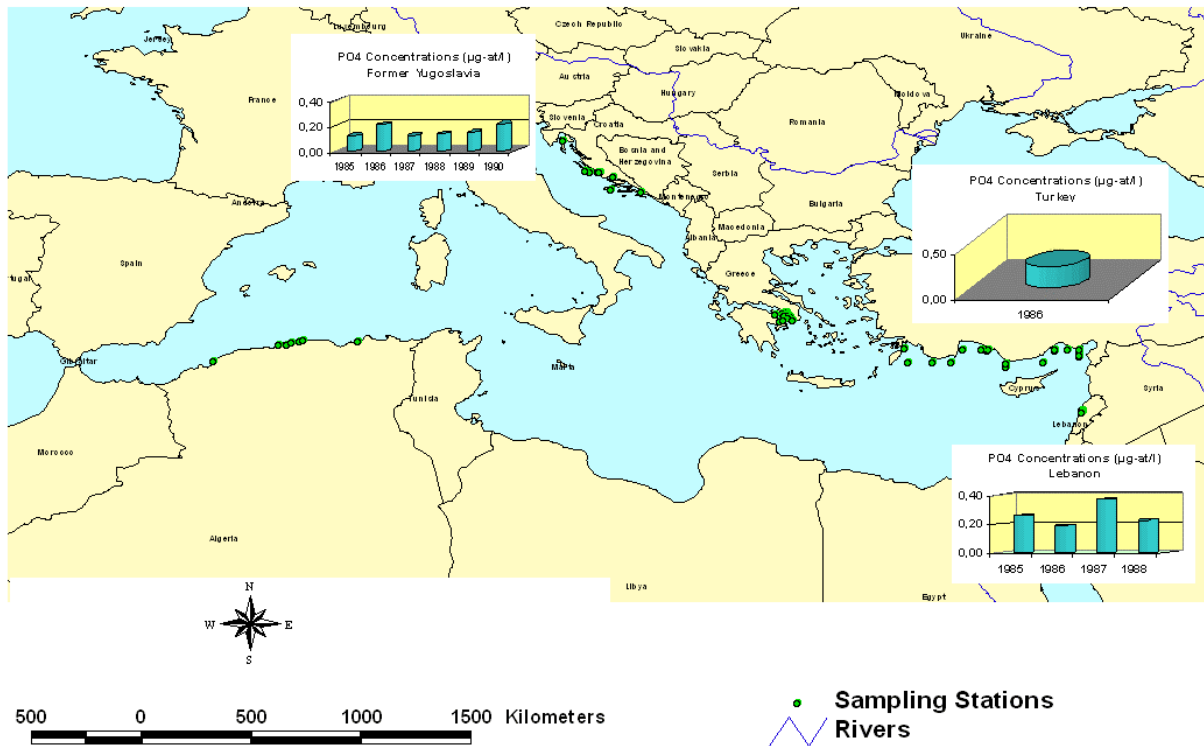 Jersey
Luxembourg
Czech Republic
Slovakia
Ukraine
France
Austria
Hungary
Moldova
Slovenia
Croatia
Romania
Bosnia and
Herzegovina
Serbia
Montenegro
Bulgaria
Andorra
Macedonia
Albania
Spain
Greece
Gibraltar
Malta
Tunisia
Cyprus
Syria
Lebanon
Morocco
Algeria
Libya
Egypt
PO4 Concentrations (µg-at/l)
Former Yugoslavia
0,40
0,20
0,00
1985
1986
1987
1988
1989
1990
PO4 Concentrations (µg-at/l)
Turkey
0,50
0,00
1986
PO4 Concentrations (µg-at/l)
Lebanon
0,40
0,20
0,00
1985
1986
1987
1988
N
W
E
S
500 0 500 1000 1500 Kilometers
Sampling Stations
Rivers